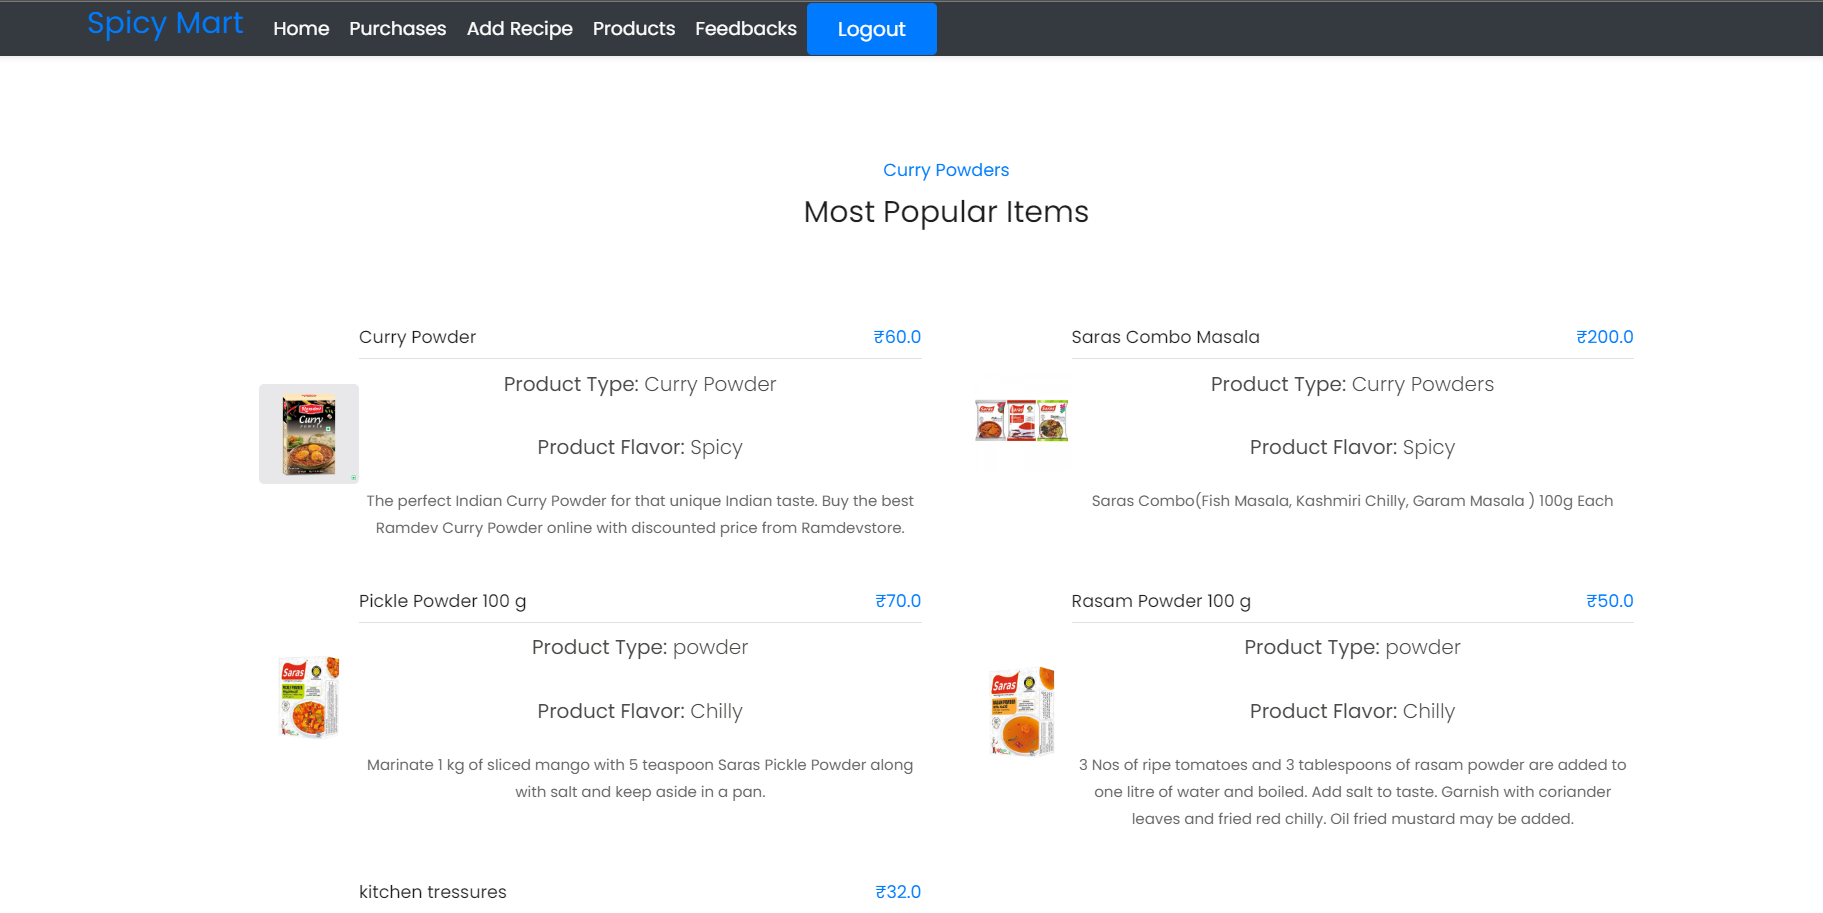 Spicy Mart Home Purchases Add Recipe Products Feedbacks Logout
Curry Powders
Most Popular Items
Curry Powder ₹60.0
Product Type: Curry Powder
Product Flavor: Spicy
The perfect Indian Curry Powder for that unique Indian taste. Buy the best
Ramdev Curry Powder online with discounted price from Ramdevstore.
Curry
Saras Combo Masala ₹200.0
Product Type: Curry Powders
Product Flavor: Spicy
Saras Combo(Fish Masala, Kashmiri Chilly, Garam Masala ) 100g Each
Saras Saras Saras
Pickle Powder 100 g ₹70.0
Product Type: powder
Product Flavor: Chilly
Marinate 1 kg of sliced mango with 5 teaspoon Saras Pickle Powder along
with salt and keep aside in a pan.
Saras
Rasam Powder 100 g ₹50.0
Product Type: powder
Product Flavor: Chilly
3 Nos of ripe tomatoes and 3 tablespoons of rasam powder are added to
one litre of water and boiled. Add salt to taste. Garnish with coriander
leaves and fried red chilly. Oil fried mustard may be added.
Saras
kitchen tressures ₹32.0